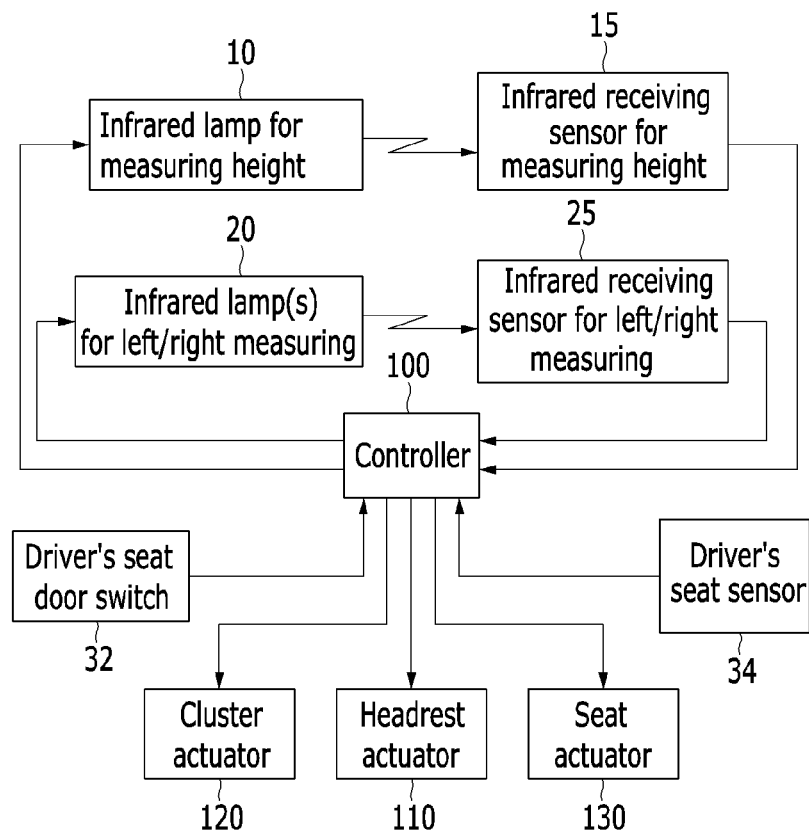 10
15
Infrared lamp for
measuring height
Infrared receiving
sensor for
measuring height
20
25
Infrared lamp(s)
for left/right measuring
Infrared receiving
sensor for left/right
measuring
100
Controller
Driver's seat
door switch
32
Driver's
seat sensor
34
Cluster
actuator
120
Headrest
actuator
110
Seat
actuator
130